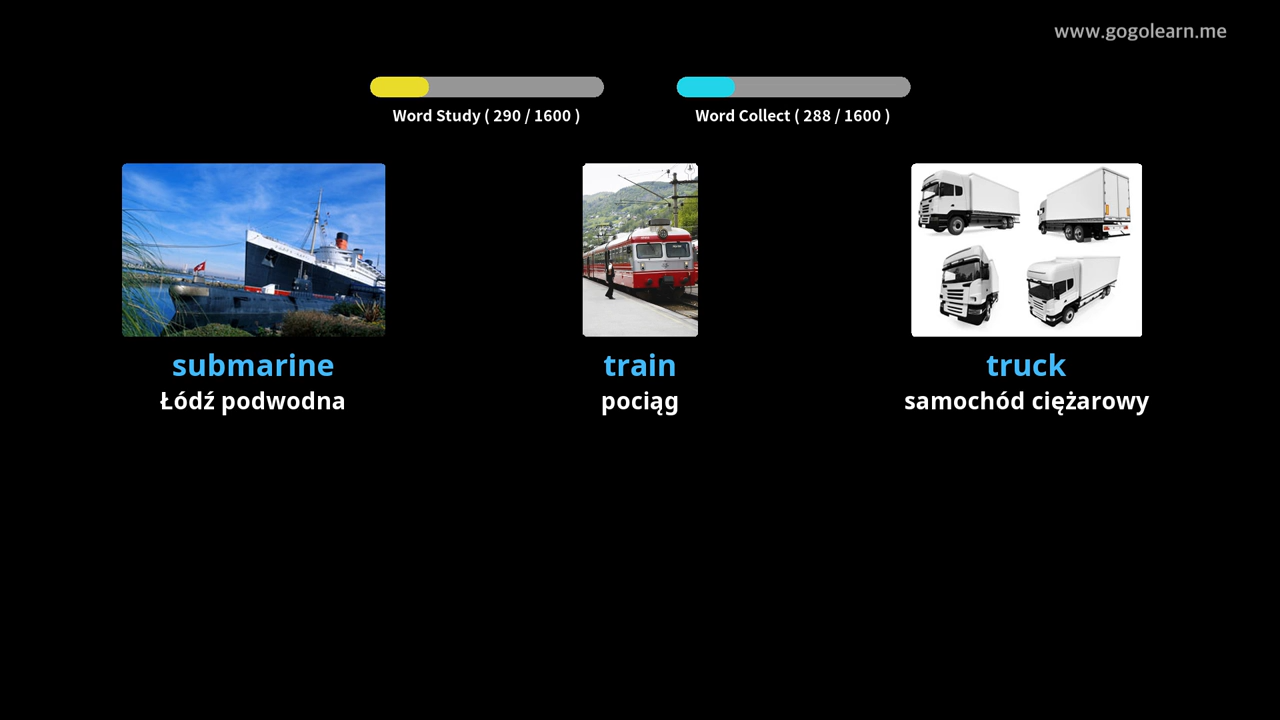 www.gogolearn.me
Word Study ( 290 / 1600 )
Word Collect ( 288 / 1600 )
submarine
train
truck
Łódź podwodna
pociąg
samochód ciężarowy